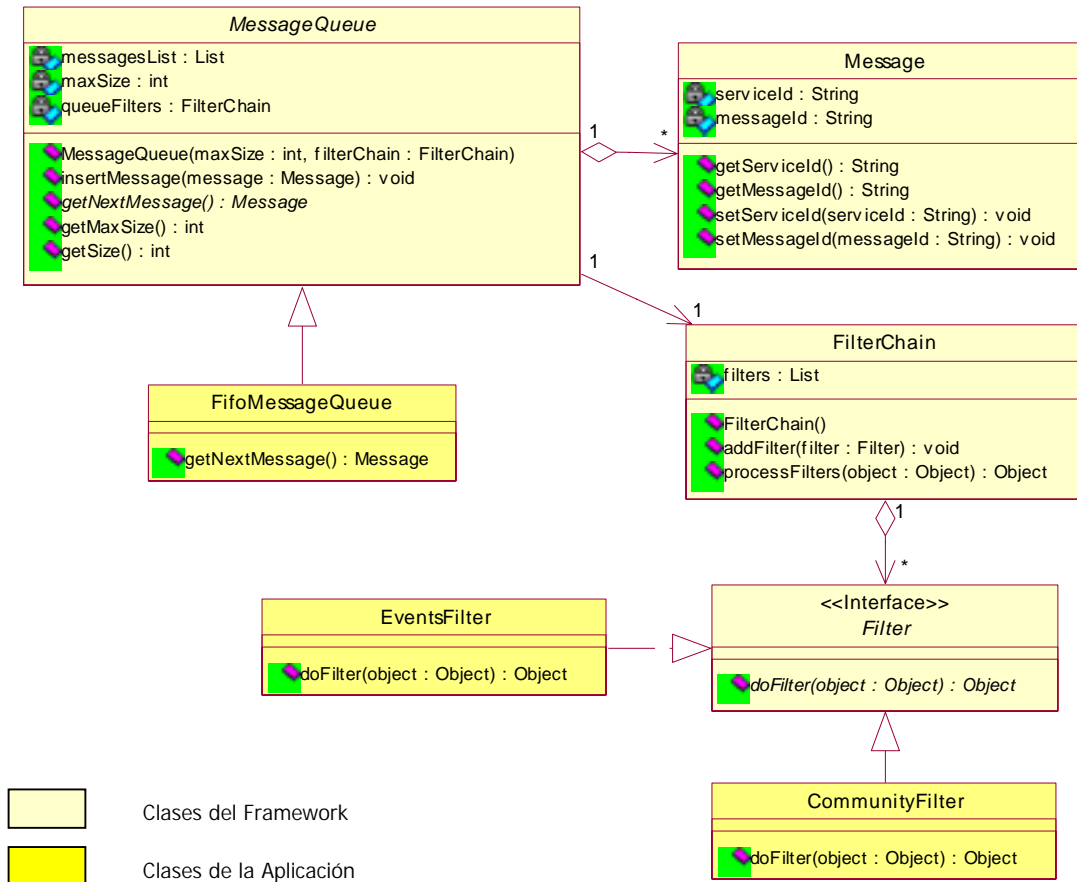 MessageQueue
messagesList : List
maxSize : int
queueFilters : FilterChain
MessageQueue(maxSize : int, filterChain : FilterChain)
insertMessage(message : Message) : void
getNextMessage() : Message
getMaxSize() : int
getSize() : int
1
*
Message
serviceId : String
messageId : String
getServiceId() : String
getMessageId() : String
setServiceId(serviceId : String) : void
setMessageId(messageId : String) : void
1
1
FilterChain
filters : List
FilterChain()
addFilter(filter : Filter) : void
processFilters(object : Object) : Object
FifoMessageQueue
getNextMessage() : Message
1
*
<<Interface>>
Filter
doFilter(object : Object) : Object
EventsFilter
doFilter(object : Object) : Object
CommunityFilter
doFilter(object : Object) : Object
Clases del Framework
Clases de la Aplicación